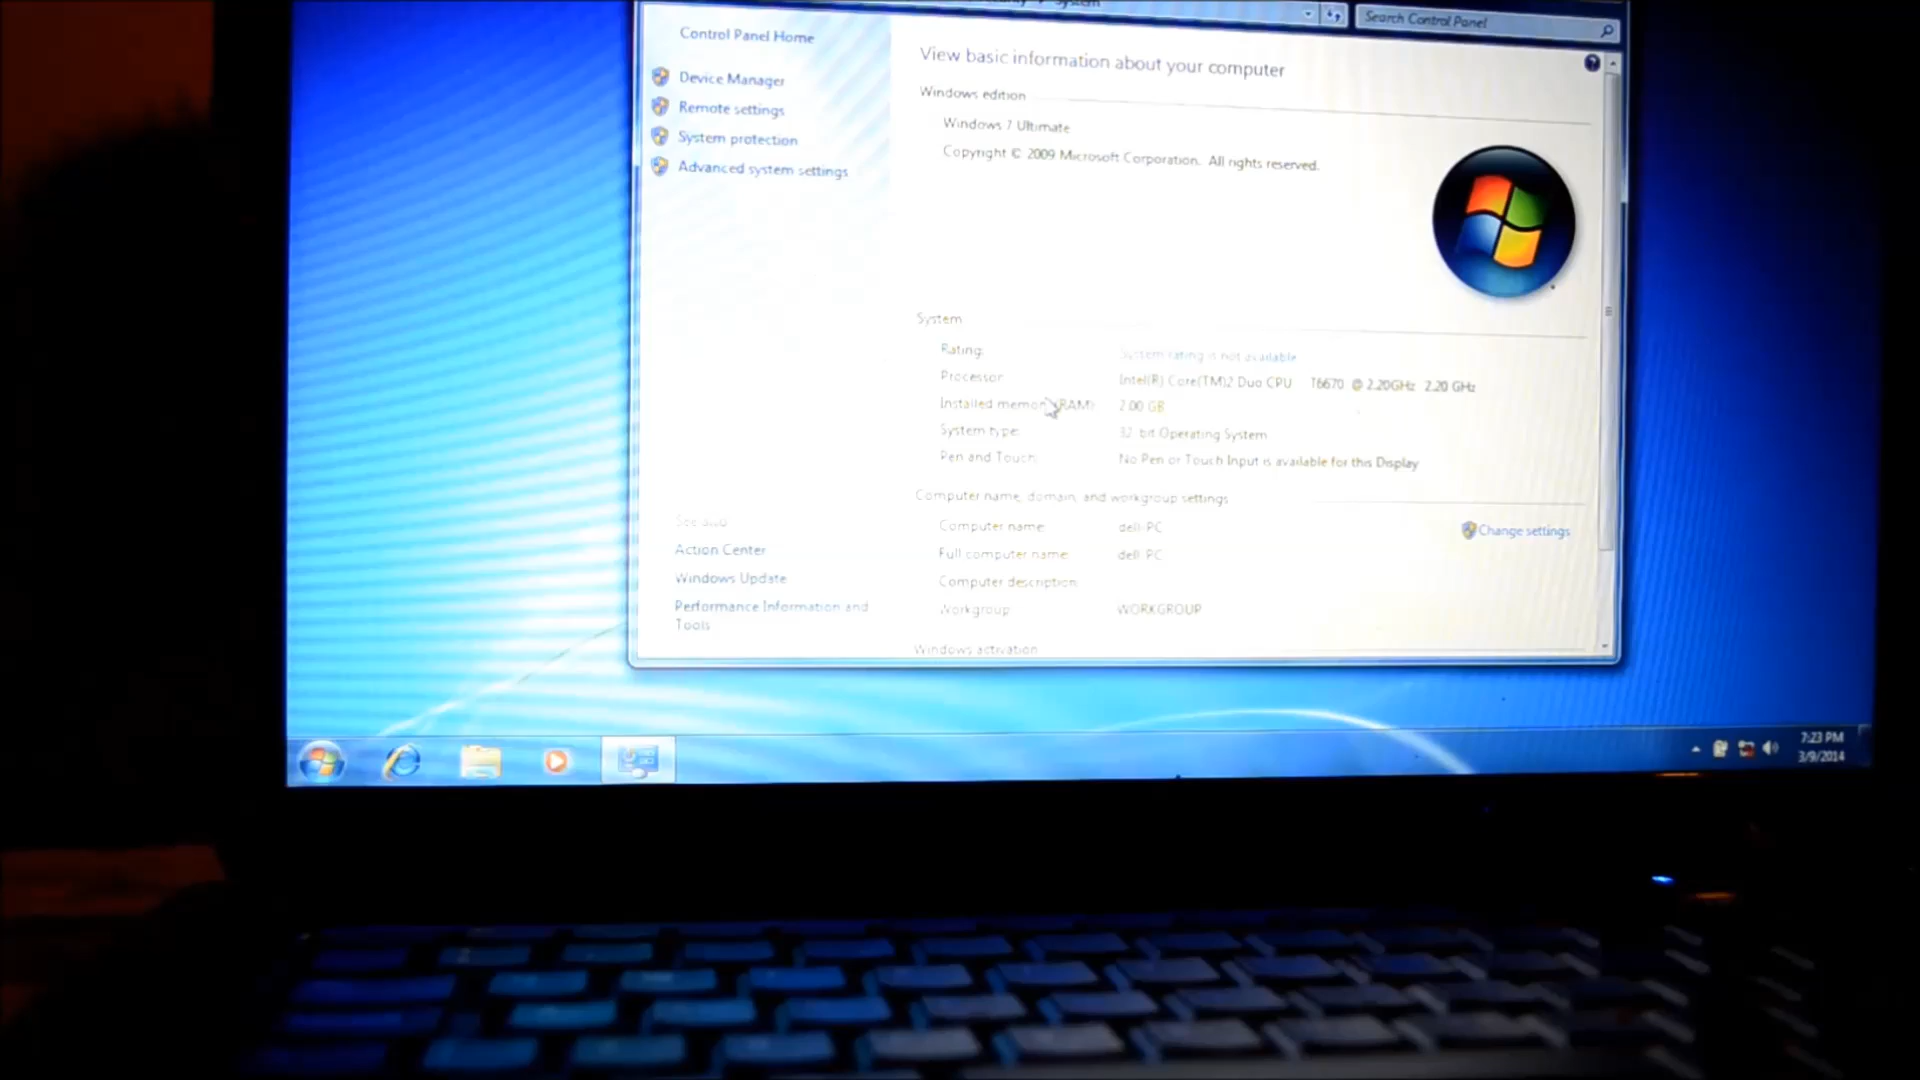 System
Search Control Panel
Control Panel Home
Device Manager
Remote settings
System protection
Advanced system settings
View basic information about your computer
Windows edition
Windows 7 Ultimate
Copyright © 2009 Microsoft Corporation. All rights reserved.
System
Rating: System rating is not available
Processor: Intel(R) Core(TM)2 Duo CPU T6670 @ 2.20GHz 2.20 GHz
Installed memory (RAM): 2.00 GB
System type: 32-bit Operating System
Pen and Touch: No Pen or Touch Input is available for this Display
Computer name, domain, and workgroup settings
Computer name: dell-PC
Change settings
Full computer name: dell-PC
Computer description:
Workgroup: WORKGROUP
Windows activation
See also
Action Center
Windows Update
Performance Information and
Tools
7:23 PM
3/9/2014